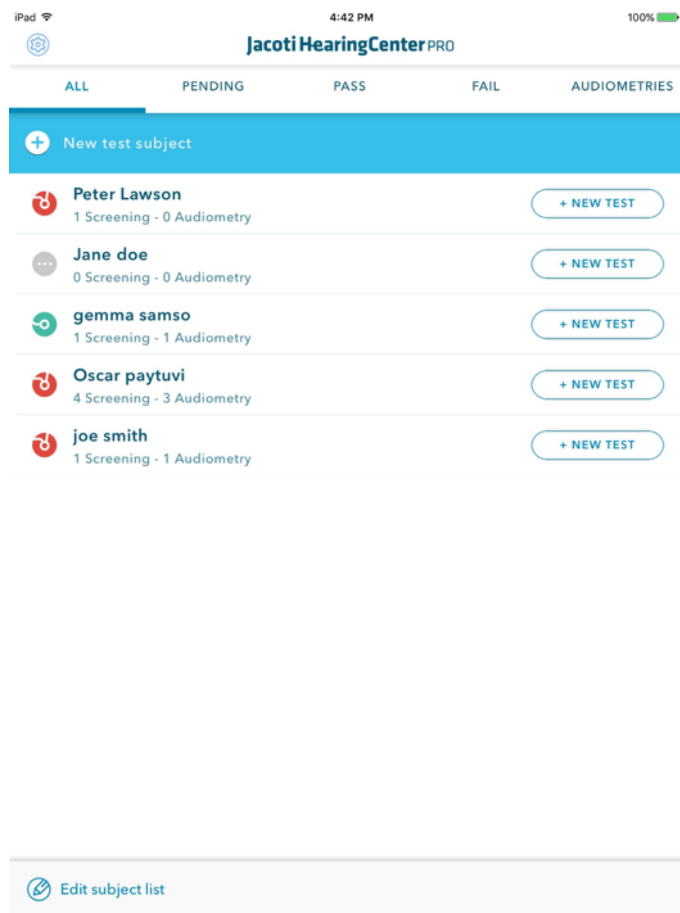 iPad 4:42 PM 100%
Jacoti HearingCenter PRO
ALL PENDING PASS FAIL AUDIOMETRIES
New test subject
Peter Lawson
1 Screening - 0 Audiometry
+ NEW TEST
Jane doe
0 Screening - 0 Audiometry
+ NEW TEST
gemma samso
1 Screening - 1 Audiometry
+ NEW TEST
Oscar paytuvi
4 Screening - 3 Audiometry
+ NEW TEST
joe smith
1 Screening - 1 Audiometry
+ NEW TEST
Edit subject list